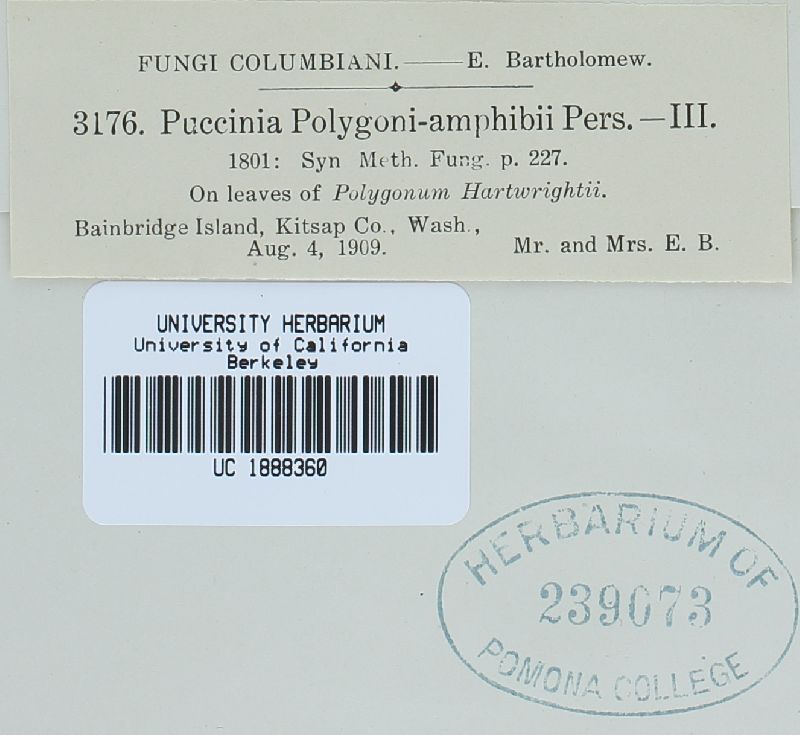 FUNGI COLUMBIANI.——E. Bartholomew.
3176. Puccinia Polygoni-amphibii Pers.—III.
1801: Syn Meth. Fung. p. 227.
On leaves of Polygonum Hartwrightii.
Bainbridge Island, Kitsap Co., Wash.,
Aug. 4, 1909. Mr. and Mrs. E. B.
UNIVERSITY HERBARIUM
University of California
Berkeley
UC 1888360
HERBARIUM OF
239073
POMONA COLLEGE